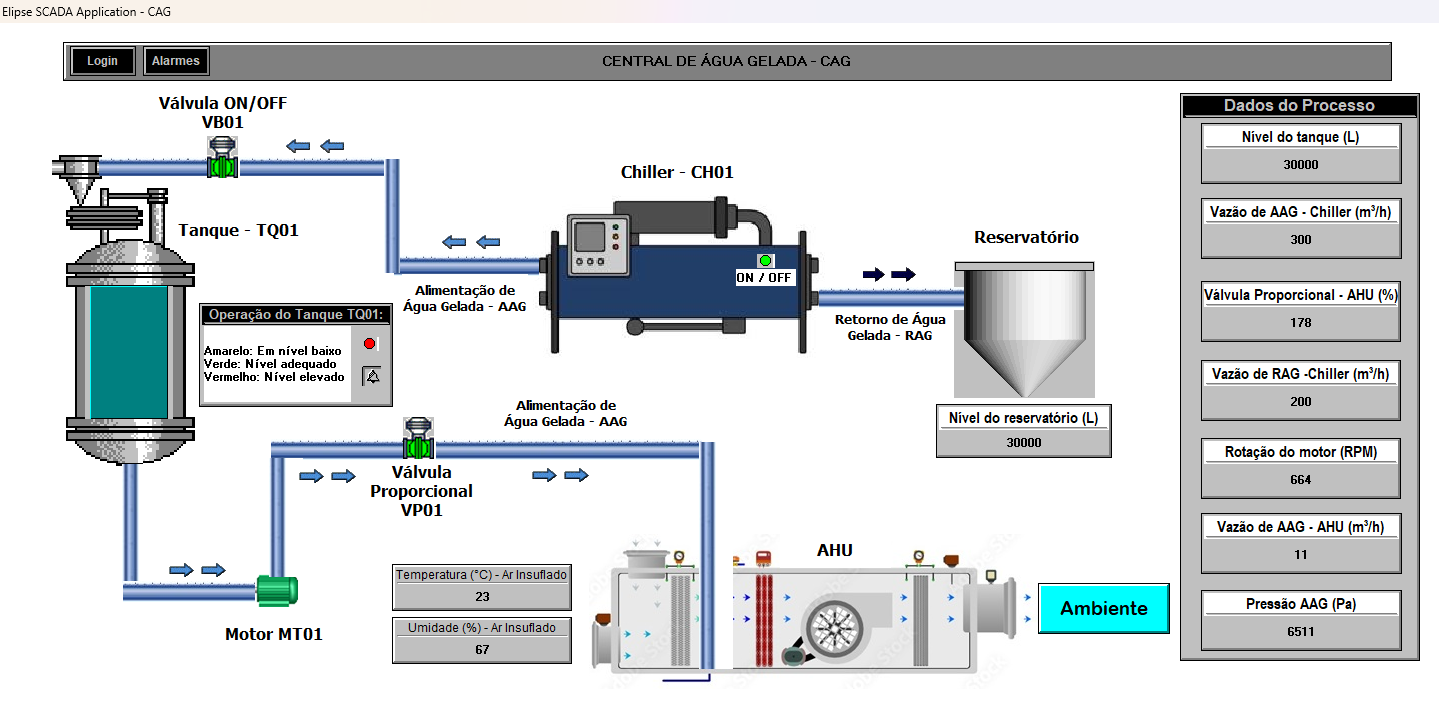 Elipse SCADA Application - CAG
Login
Alarmes
CENTRAL DE ÁGUA GELADA - CAG
Válvula ON/OFF
VB01
Tanque - TQ01
Operação do Tanque TQ01:
Amarelo: Em nível baixo
Verde: Nível adequado
Vermelho: Nível elevado
Alimentação de
Água Gelada - AAG
Chiller - CH01
ON / OFF
Retorno de Água
Gelada - RAG
Reservatório
Nível do reservatório (L)
30000
Alimentação de
Água Gelada - AAG
Válvula
Proporcional
VP01
Motor MT01
Temperatura (°C) - Ar Insuflado
23
Umidade (%) - Ar Insuflado
67
AHU
Ambiente
Dados do Processo
Nível do tanque (L)
30000
Vazão de AAG - Chiller (m³/h)
300
Válvula Proporcional - AHU (%)
178
Vazão de RAG -Chiller (m³/h)
200
Rotação do motor (RPM)
664
Vazão de AAG - AHU (m³/h)
11
Pressão AAG (Pa)
6511